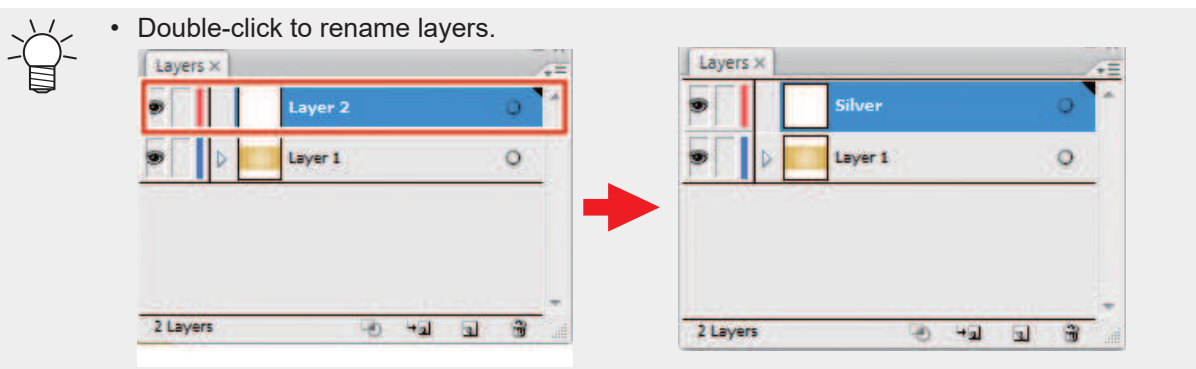 • Double-click to rename layers.
Layers ×
Layer 2
Layer 1
2 Layers
Layers ×
Silver
Layer 1
2 Layers